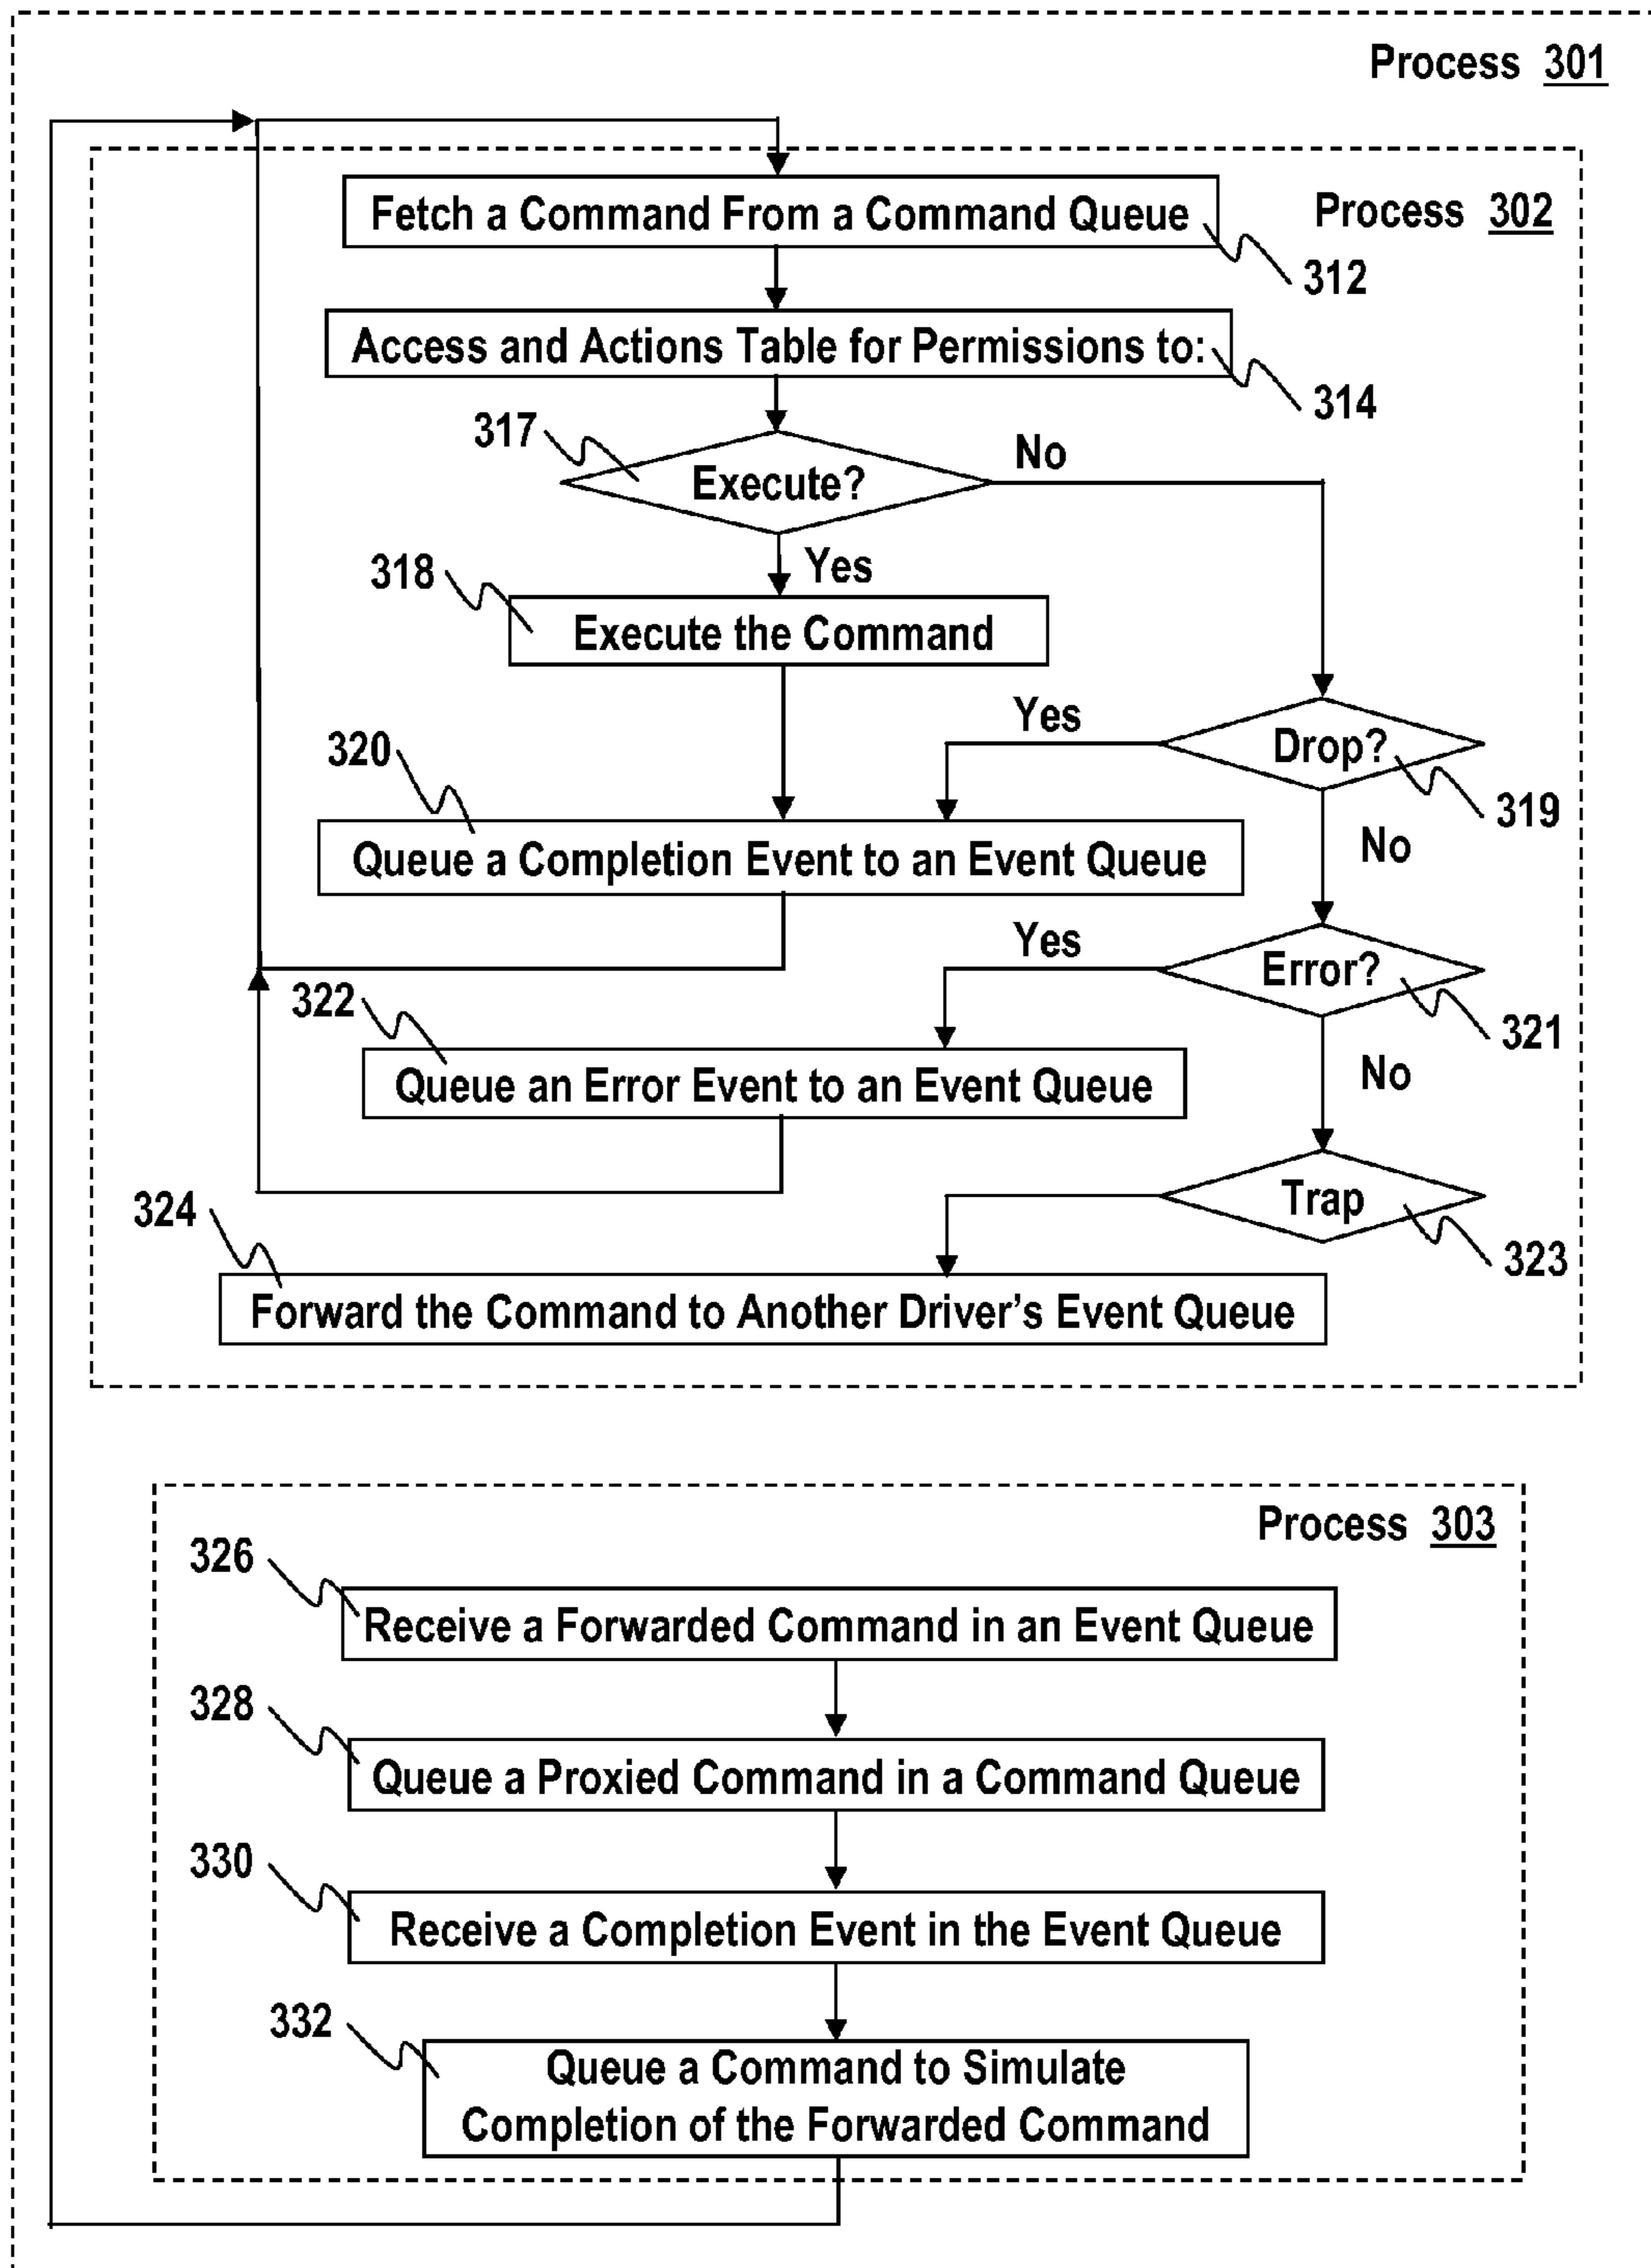 Process 301
Fetch a Command From a Command Queue
Process 302
312
Access and Actions Table for Permissions to:
314
317
No
Execute?
Yes
318
Execute the Command
Yes
320
Drop?
319
No
Queue a Completion Event to an Event Queue
Yes
Error?
322
321
No
Queue an Error Event to an Event Queue
Trap
324
323
Forward the Command to Another Driver's Event Queue
Process 303
326
Receive a Forwarded Command in an Event Queue
328
Queue a Proxied Command in a Command Queue
330
Receive a Completion Event in the Event Queue
332
Queue a Command to Simulate
Completion of the Forwarded Command